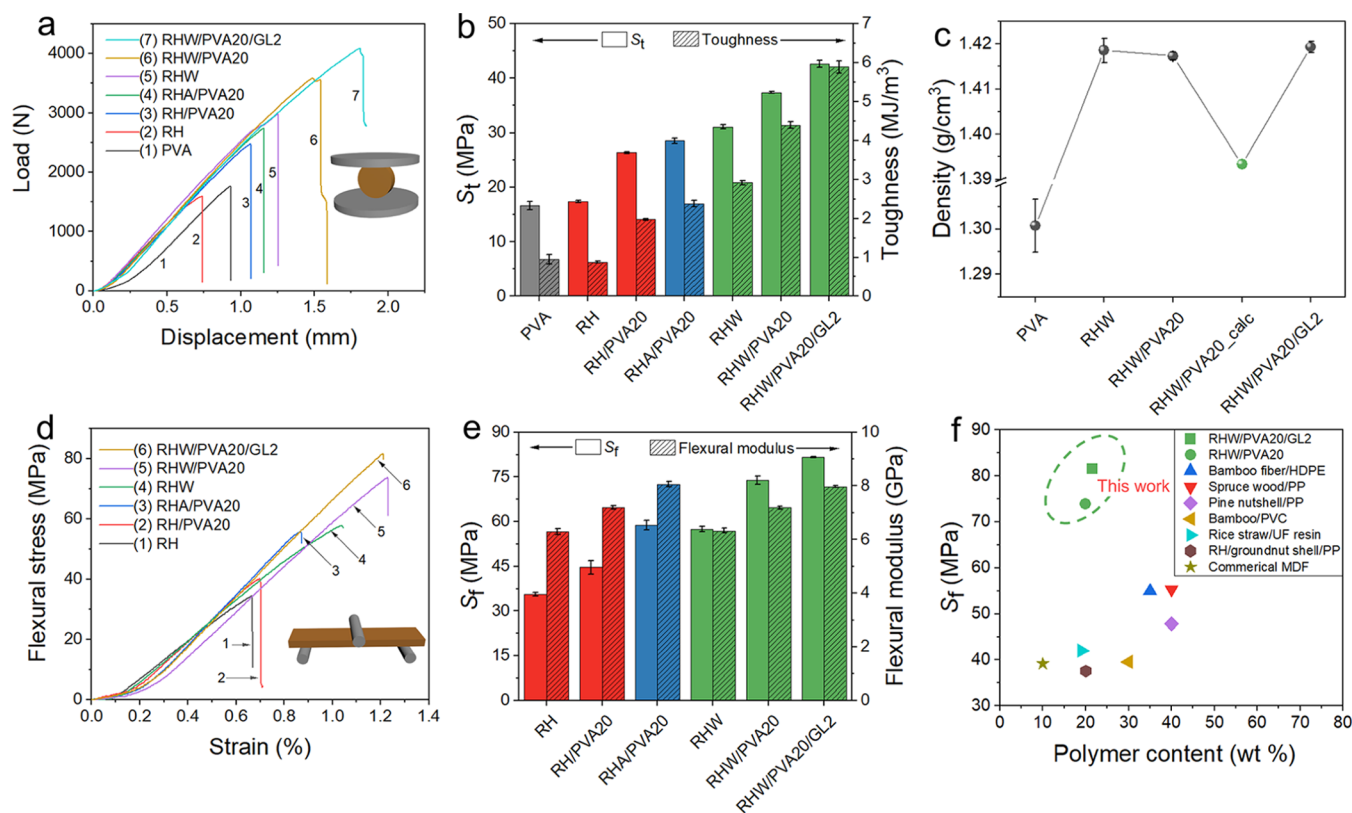 a
Load (N)
4000
3000
2000
1000
0
(7) RHW/PVA20/GL2
(6) RHW/PVA20
(5) RHW
(4) RHA/PVA20
(3) RH/PVA20
(2) RH
(1) PVA
1
2
3
4
5
6
7
0.0
0.5
1.0
1.5
2.0
Displacement (mm)
b
St (MPa)
50
40
30
20
10
0
St
Toughness
7
6
5
4
3
2
1
0
Toughness (MJ/m3)
PVA
RH
RH/PVA20
RHA/PVA20
RHW
RHW/PVA20
RHW/PVA20/GL2
c
Density (g/cm3)
1.42
1.40
1.39
1.30
1.29
PVA
RHW
RHW/PVA20
RHW/PVA20_calc
RHW/PVA20/GL2
d
Flexural stress (MPa)
80
60
40
20
0
(6) RHW/PVA20/GL2
(5) RHW/PVA20
(4) RHW
(3) RHA/PVA20
(2) RH/PVA20
(1) RH
6
5
4
3
1
2
0.0
0.2
0.4
0.6
0.8
1.0
1.2
1.4
Strain (%)
e
Sf (MPa)
90
75
60
45
30
15
0
Sf
Flexural modulus
10
8
6
4
2
0
Flexural modulus (GPa)
RH
RH/PVA20
RHA/PVA20
RHW
RHW/PVA20
RHW/PVA20/GL2
f
Sf (MPa)
90
85
80
75
70
65
60
55
50
45
40
35
30
This work
RHW/PVA20/GL2
RHW/PVA20
Bamboo fiber/HDPE
Spruce wood/PP
Pine nutshell/PP
Bamboo/PVC
Rice straw/UF resin
RH/groundnut shell/PP
Commerical MDF
0
10
20
30
40
50
60
70
80
Polymer content (wt %)